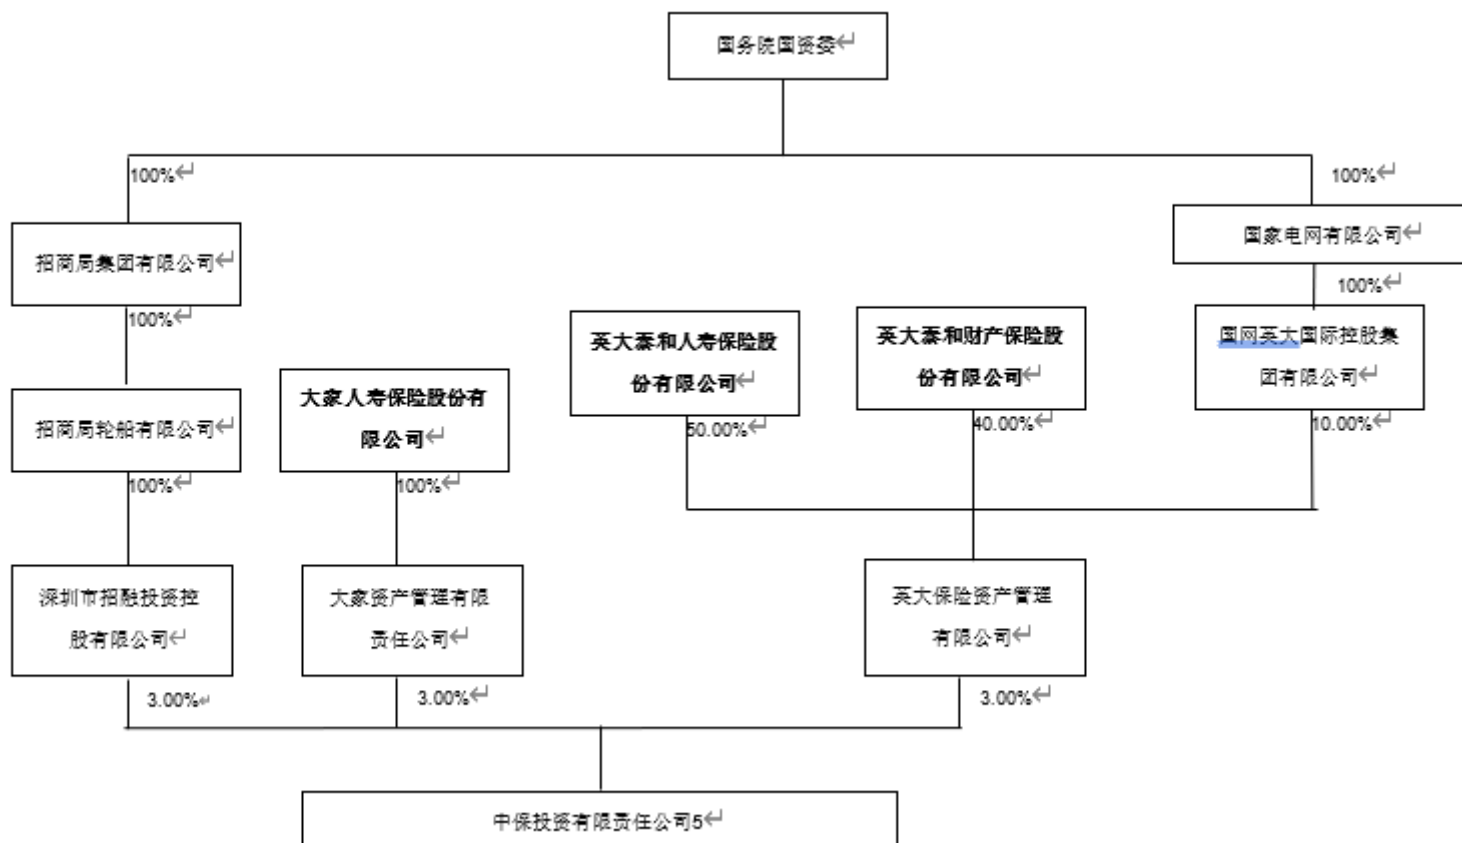 国务院国资委
100%
100%
招商局集团有限公司
国家电网有限公司
100%
100%
英大泰和人寿保险股
份有限公司
英大泰和财产保险股
份有限公司
国网英大国际控股集
团有限公司
大家人寿保险股份有
限公司
招商局轮船有限公司
50.00%
40.00%
10.00%
100%
100%
深圳市招融投资控
股有限公司
大家资产管理有限
责任公司
英大保险资产管理
有限公司
3.00%
3.00%
3.00%
中保投资有限责任公司5